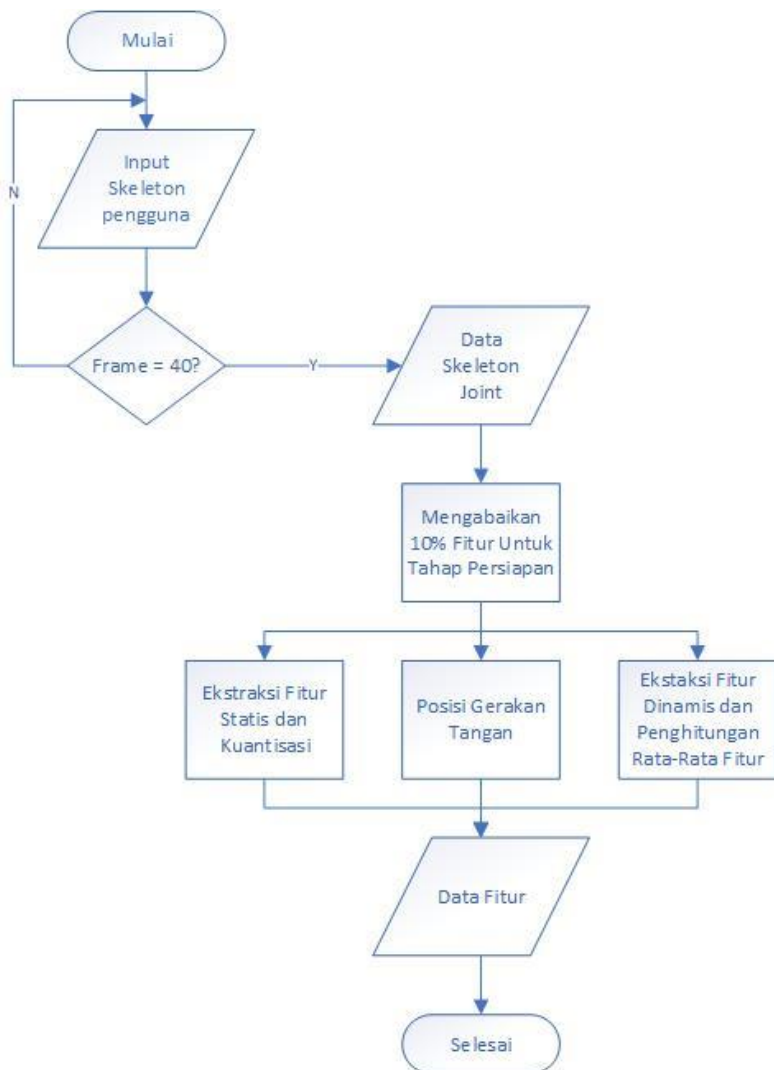 Mulai
N
Input
Skeleton
pengguna
Frame = 40?
Y
Data
Skeleton
Joint
Mengabaikan
10% Fitur Untuk
Tahap Persiapan
Ekstraksi Fitur
Statis dan
Kuantisasi
Posisi Gerakan
Tangan
Ekstaksi Fitur
Dinamis dan
Penghitungan
Rata-Rata Fitur
Data Fitur
Selesai